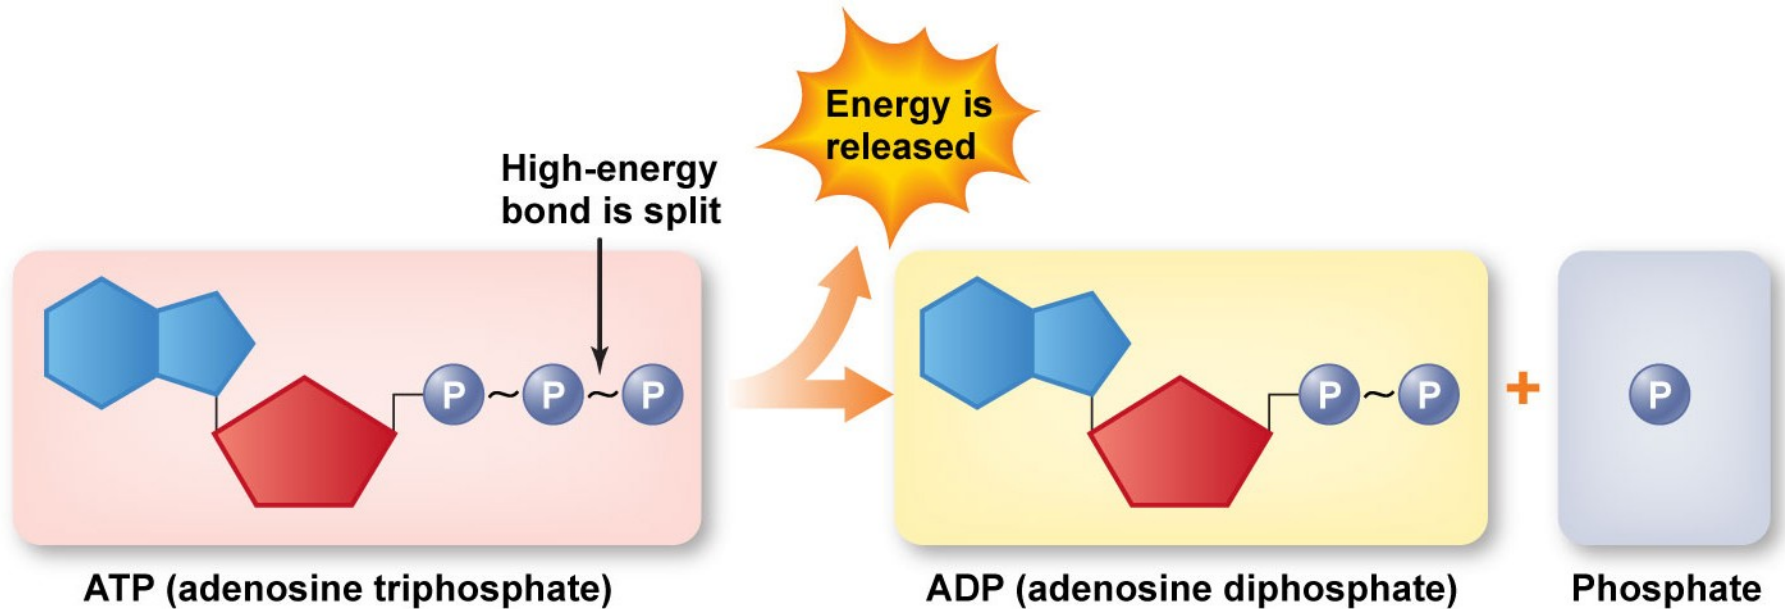 Energy is
released
High-energy
bond is split
P~P~P
P~P
+
P
ATP (adenosine triphosphate)
ADP (adenosine diphosphate)
Phosphate